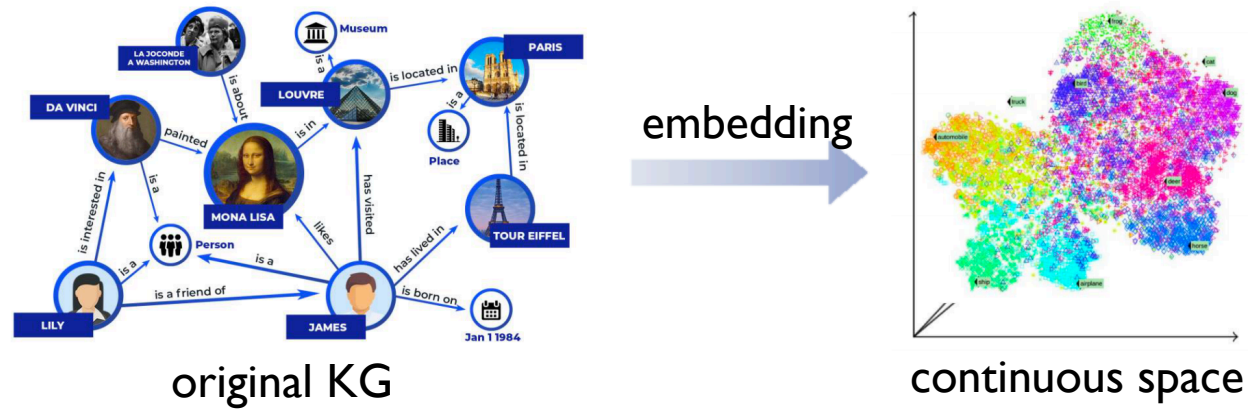 LA JOCONDE
A WASHINGTON
Museum
is a
PARIS
is about
LOUVRE
is located in
is a
DA VINCI
painted
is in
Place
is located in
is a
MONA LISA
has visited
TOUR EIFFEL
is interested in
likes
Person
has lived in
is a
is a
is a friend of
is born on
LILY
JAMES
Jan 1 1984
original KG
embedding
frog
cat
bird
dog
truck
automobile
deer
horse
ship
airplane
continuous space